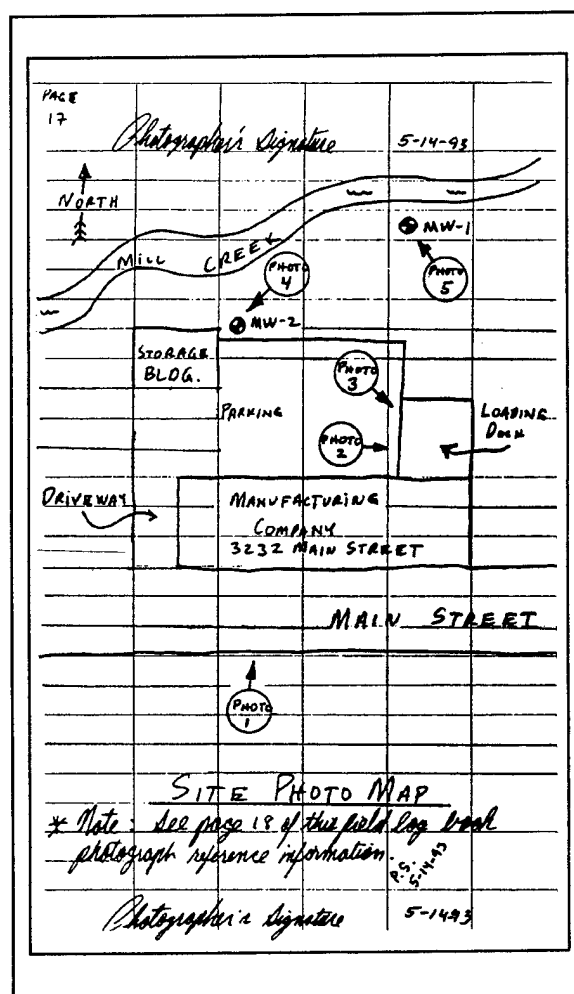 PAGE
17
Photographer's Signature 5-14-93
NORTH
MW-1
MILL CREEK
PHOTO
4
PHOTO
5
MW-2
STORAGE
BLDG.
PHOTO
3
PARKING
LOADING
DOCK
PHOTO
2
DRIVEWAY
MANUFACTURING
COMPANY
3232 MAIN STREET
MAIN STREET
PHOTO
1
SITE PHOTO MAP
* Note: See page 18 of this field log book
photograph reference information.
P.S.
5-14-93
Photographer's Signature 5-1493